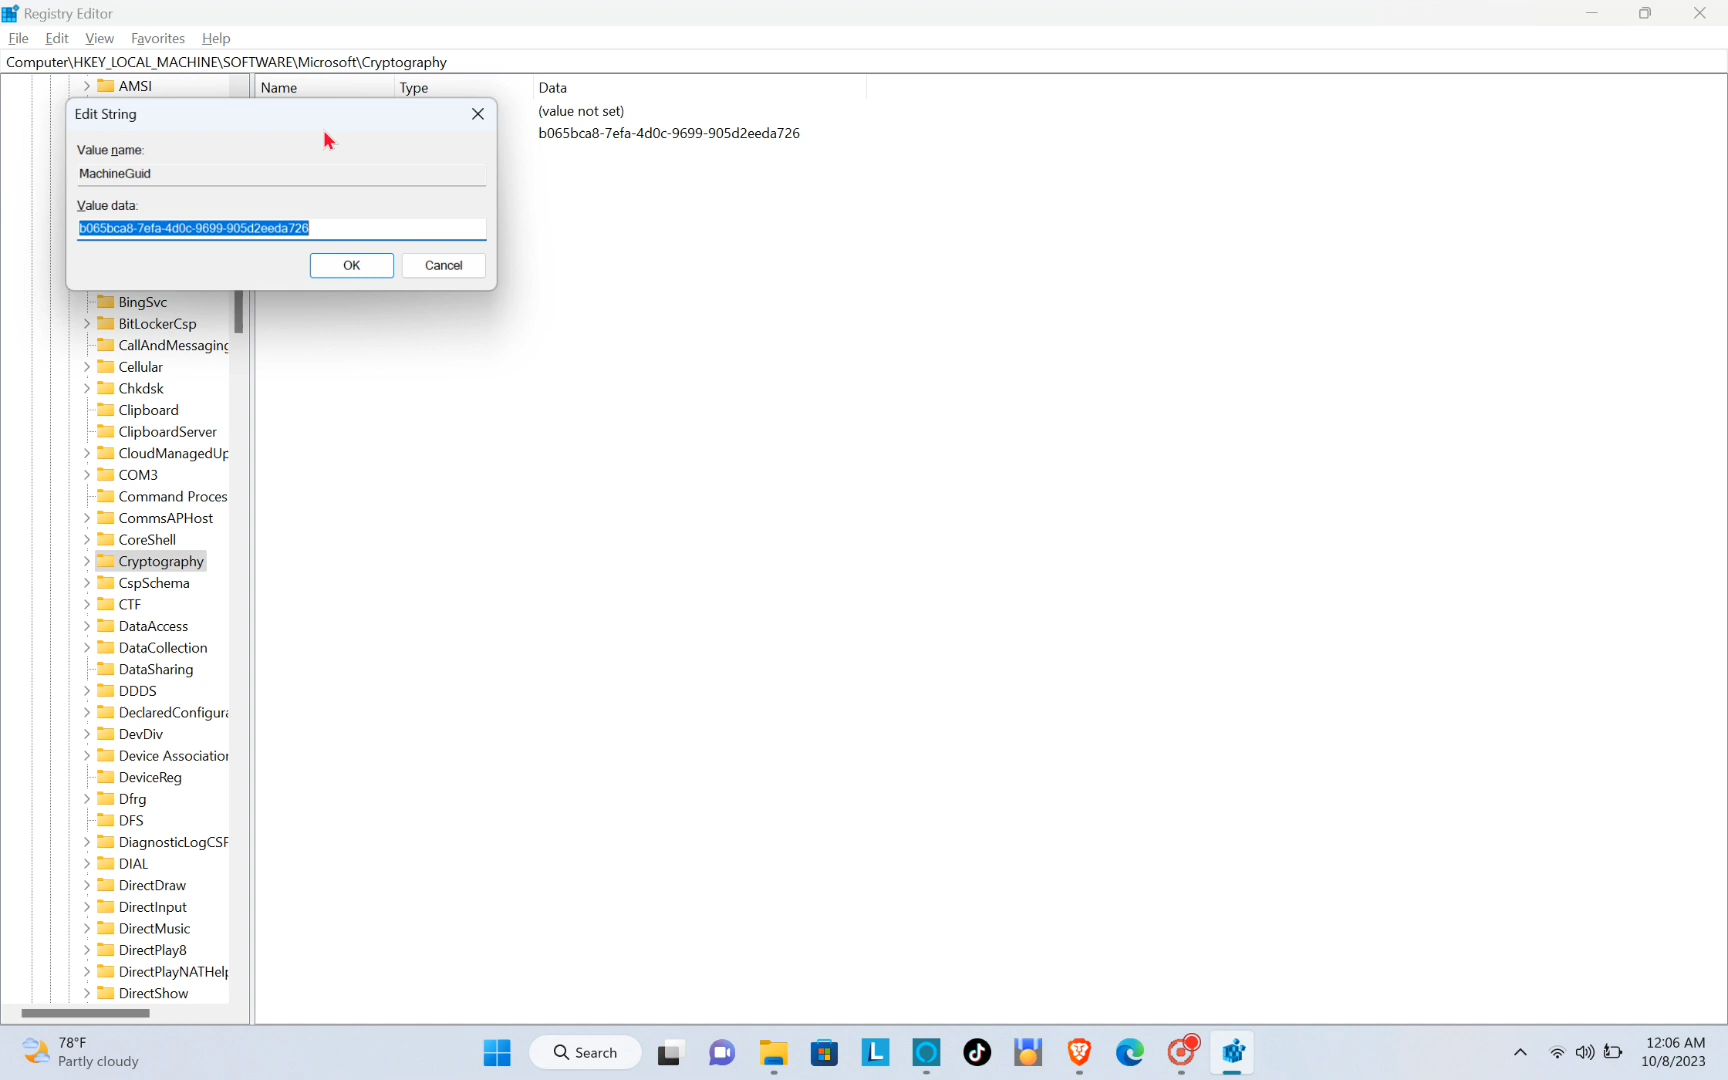 Registry Editor
File Edit View Favorites Help
Computer\HKEY_LOCAL_MACHINE\SOFTWARE\Microsoft\Cryptography
AMSI
Name Type Data
(value not set)
b065bca8-7efa-4d0c-9699-905d2eeda726
Edit String
Value name:
MachineGuid
Value data:
b065bca8-7efa-4d0c-9699-905d2eeda726
OK Cancel
BingSvc
BitLockerCsp
CallAndMessaging
Cellular
Chkdsk
Clipboard
ClipboardServer
CloudManagedUp
COM3
Command Proces
CommsAPHost
CoreShell
Cryptography
CspSchema
CTF
DataAccess
DataCollection
DataSharing
DDDS
DeclaredConfigura
DevDiv
Device Association
DeviceReg
Dfrg
DFS
DiagnosticLogCSP
DIAL
DirectDraw
DirectInput
DirectMusic
DirectPlay8
DirectPlayNATHelp
DirectShow
78°F
Partly cloudy
Search
L
12:06 AM
10/8/2023